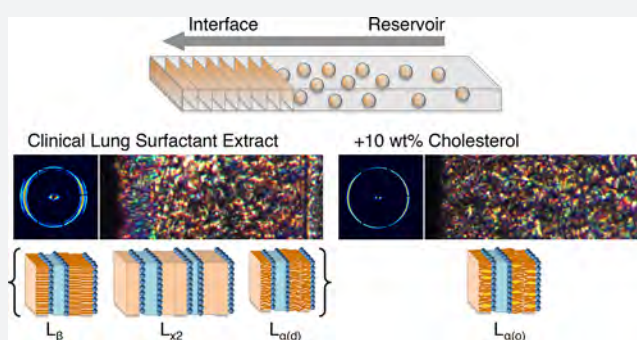 Interface Reservoir
Clinical Lung Surfactant Extract +10 wt% Cholesterol
Lβ Lx2 Lα(d) Lα(o)